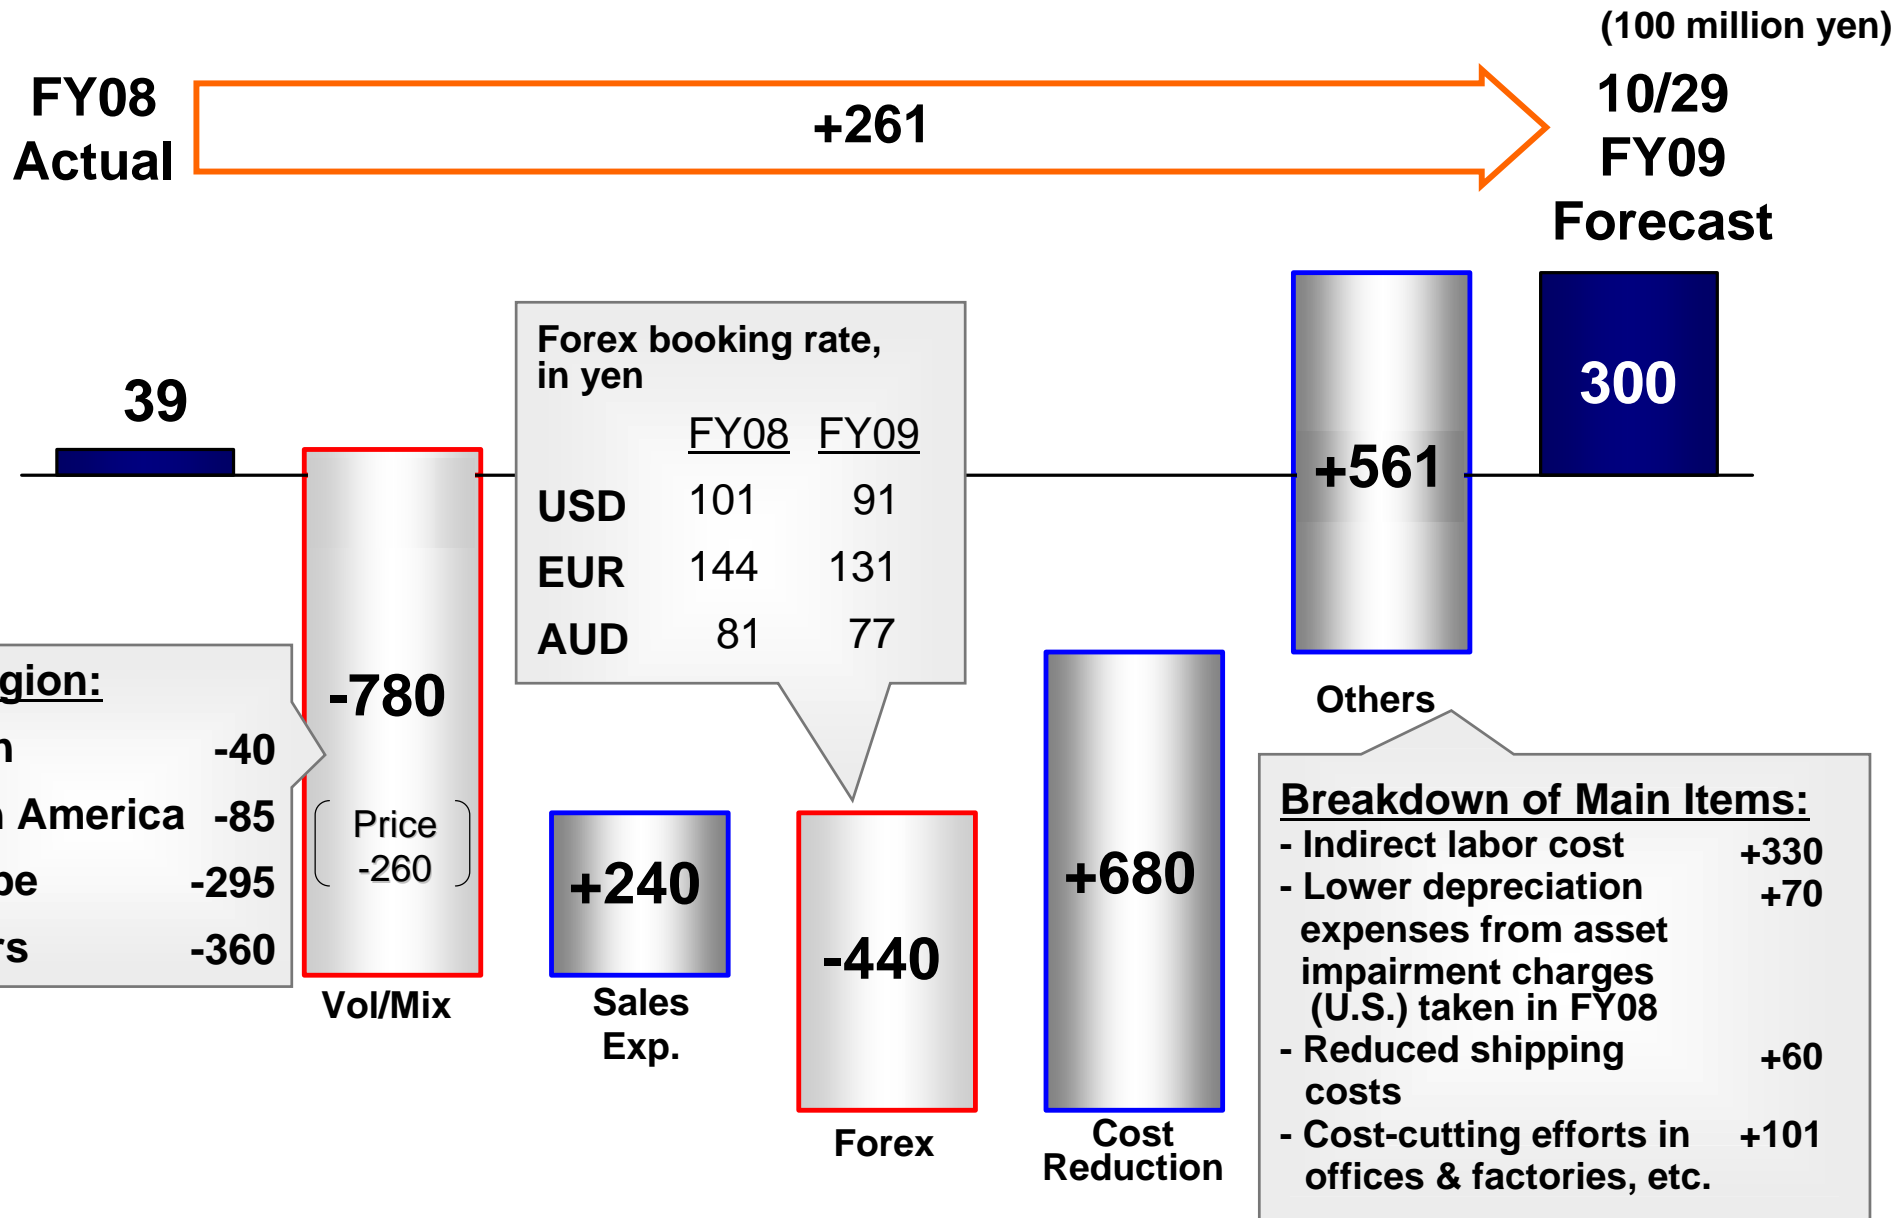 (100 million yen)
FY08
Actual
+261
10/29
FY09
Forecast
39
-780
Price
-260
Vol/Mix
gion:
-40
America -85
-295
-360
Forex booking rate,
in yen
FY08 FY09
USD 101 91
EUR 144 131
AUD 81 77
+240
Sales
Exp.
-440
Forex
+680
Cost
Reduction
+561
Others
300
Breakdown of Main Items:
- Indirect labor cost +330
- Lower depreciation +70
expenses from asset
impairment charges
(U.S.) taken in FY08
- Reduced shipping +60
costs
- Cost-cutting efforts in +101
offices & factories, etc.